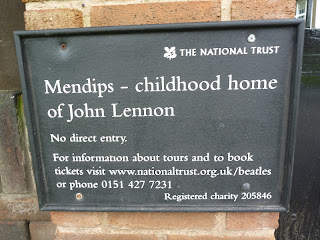 THE NATIONAL TRUST
Mendips - childhood home
of John Lennon
No direct entry.
For information about tours and to book
tickets visit www.nationaltrust.org.uk/beatles
or phone 0151 427 7231
Registered charity 205846